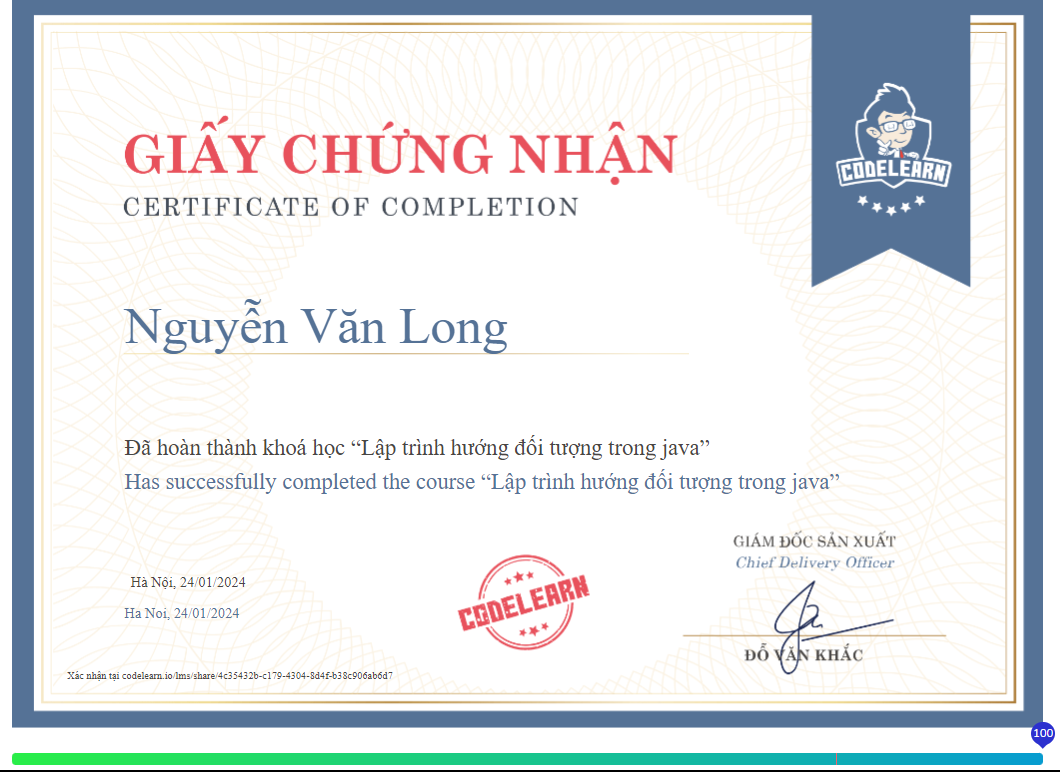 CODELEARN
GIẤY CHỨNG NHẬN
CERTIFICATE OF COMPLETION
Nguyễn Văn Long
Đã hoàn thành khoá học “Lập trình hướng đối tượng trong java”
Has successfully completed the course “Lập trình hướng đối tượng trong java”
GIÁM ĐỐC SẢN XUẤT
Chief Delivery Officer
Hà Nội, 24/01/2024
Ha Noi, 24/01/2024
CODELEARN
ĐỖ VĂN KHẮC
Xác nhận tại codelearn.io/lms/share/4c35432b-c179-4304-8d4f-b38c906ab6d7
100